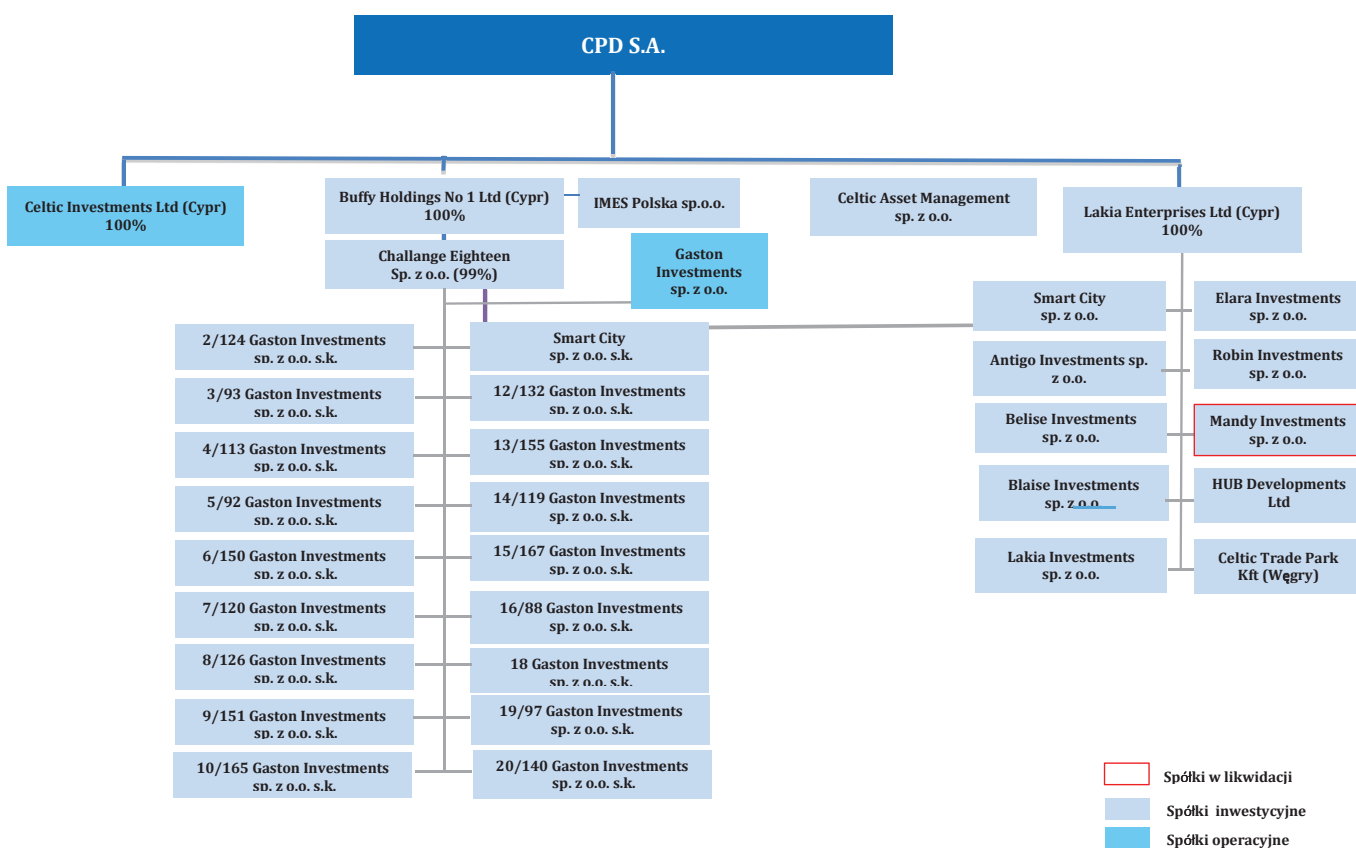 CPD S.A.
Celtic Investments Ltd (Cypr)
100%
Buffy Holdings No 1 Ltd (Cypr)
100%
IMES Polska sp.o.o.
Celtic Asset Management
sp. z o.o.
Lakia Enterprises Ltd (Cypr)
100%
Challange Eighteen
Sp. z o.o. (99%)
Gaston
Investments
sp. z o.o.
2/124 Gaston Investments
sp. z o.o. s.k.
3/93 Gaston Investments
sp. z o.o. s.k.
4/113 Gaston Investments
sp. z o.o. s.k.
5/92 Gaston Investments
sp. z o.o. s.k.
6/150 Gaston Investments
sp. z o.o. s.k.
7/120 Gaston Investments
sp. z o.o. s.k.
8/126 Gaston Investments
sp. z o.o. s.k.
9/151 Gaston Investments
sp. z o.o. s.k.
10/165 Gaston Investments
sp. z o.o. s.k.
Smart City
sp. z o.o. s.k.
12/132 Gaston Investments
sp. z o.o. s.k.
13/155 Gaston Investments
sp. z o.o. s.k.
14/119 Gaston Investments
sp. z o.o. s.k.
15/167 Gaston Investments
sp. z o.o. s.k.
16/88 Gaston Investments
sp. z o.o. s.k.
18 Gaston Investments
sp. z o.o. s.k.
19/97 Gaston Investments
sp. z o.o. s.k.
20/140 Gaston Investments
sp. z o.o. s.k.
Smart City
sp. z o.o.
Antigo Investments sp.
z o.o.
Belise Investments
sp. z o.o.
Blaise Investments
sp. z o.o.
Lakia Investments
sp. z o.o.
Elara Investments
sp. z o.o.
Robin Investments
sp. z o.o.
Mandy Investments
sp. z o.o.
HUB Developments
Ltd
Celtic Trade Park
Kft (Węgry)
Spółki w likwidacji
Spółki inwestycyjne
Spółki operacyjne